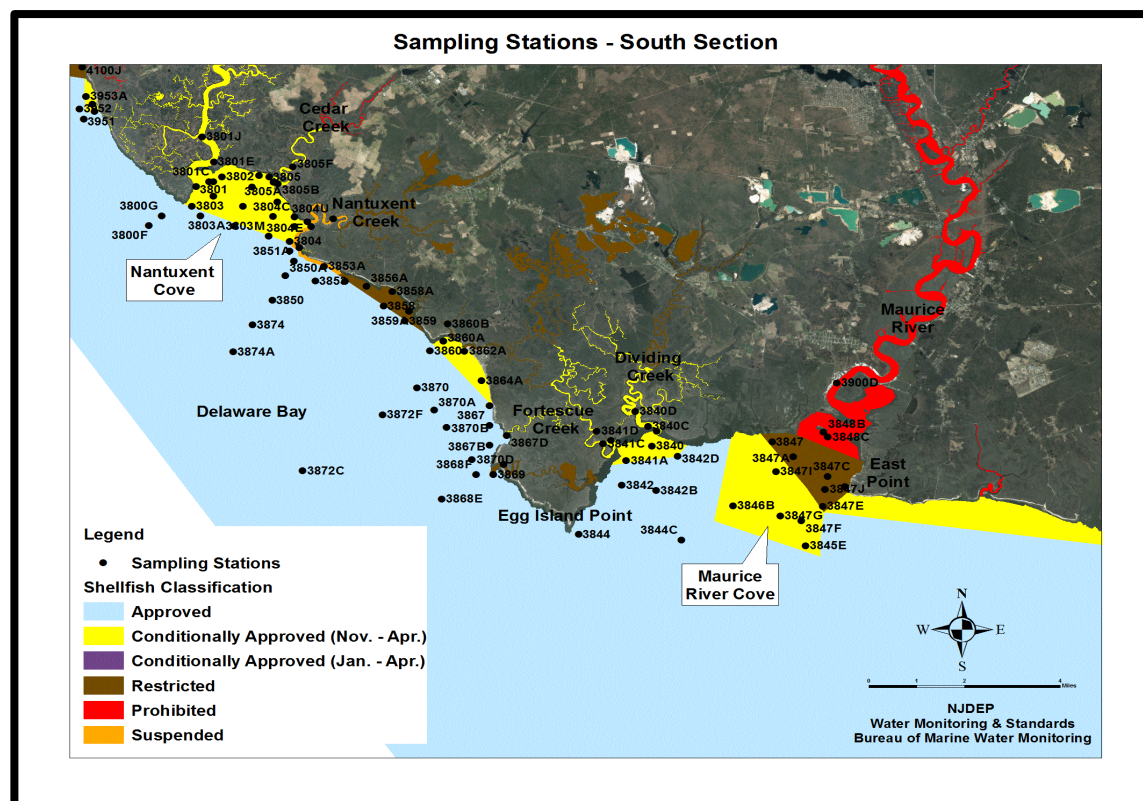 Sampling Stations - South Section
4100J
3953A
3952
3951
Cedar
Creek
3801J
3801E
3805F
3801C
3802
3805
3801
3805A
3805B
Nantuxent
Creek
3800G
3803
3804C
3804U
3800F
3803A
3803M
3804E
3804
3851A
Nantuxent
Cove
3850A
3853A
3852
3856A
3858A
3850
3858
3859A
3859
3874
3860B
3860A
3874A
3860
3862A
Maurice
River
Dividing
Creek
3864A
3870
3900D
Delaware Bay
3872F
3870A
3867
Fortescue
Creek
3840D
3870B
3841D
3840C
3848B
3848C
3867D
3867B
3841C
3840
3847
3868F
3870D
3841A
3842D
3847A
East
Point
3872C
3869
3847I
3847C
3842
3842B
3847J
3868E
3846B
3847E
Egg Island Point
3847G
3847F
3844
3844C
3845E
Maurice
River Cove
Legend
Sampling Stations
Shellfish Classification
Approved
Conditionally Approved (Nov. - Apr.)
Conditionally Approved (Jan. - Apr.)
Restricted
Prohibited
Suspended
N
W
E
S
0 1 2 4
Miles
NJDEP
Water Monitoring & Standards
Bureau of Marine Water Monitoring